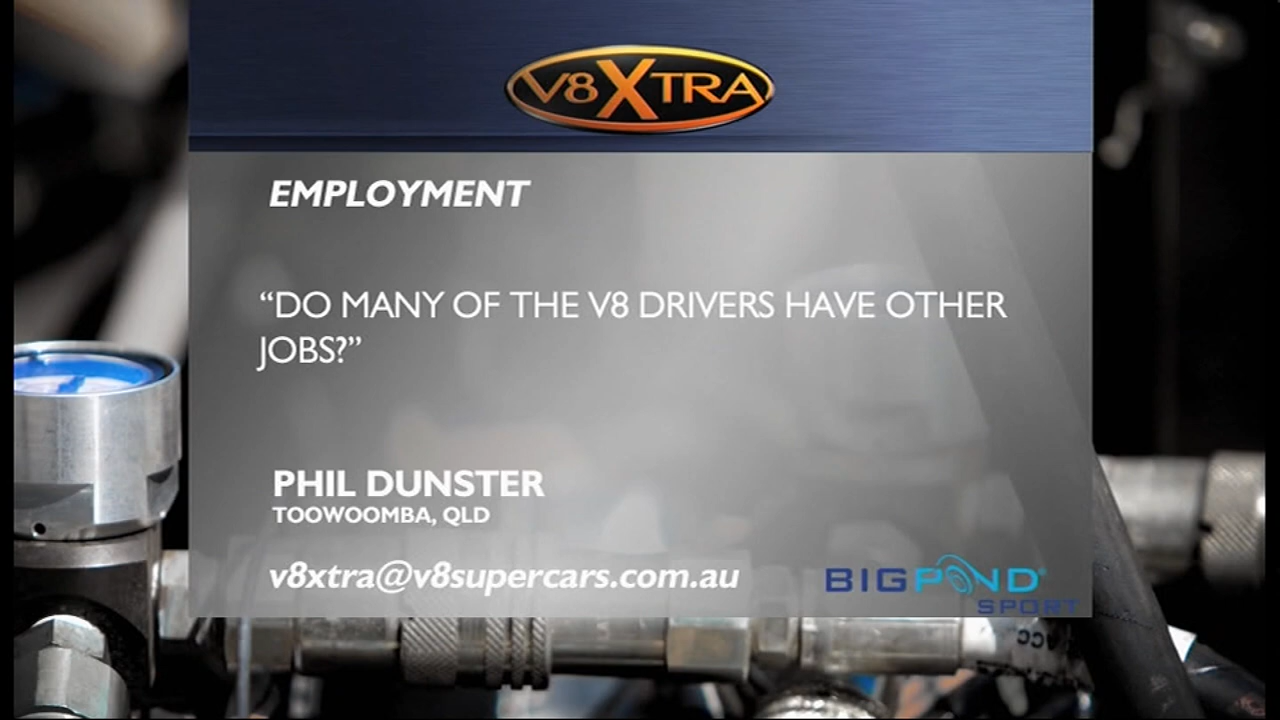 V8XTRA
EMPLOYMENT
“DO MANY OF THE V8 DRIVERS HAVE OTHER
JOBS?”
PHIL DUNSTER
TOOWOOMBA, QLD
v8xtra@v8supercars.com.au
BIGPOND®
SPORT
ACC